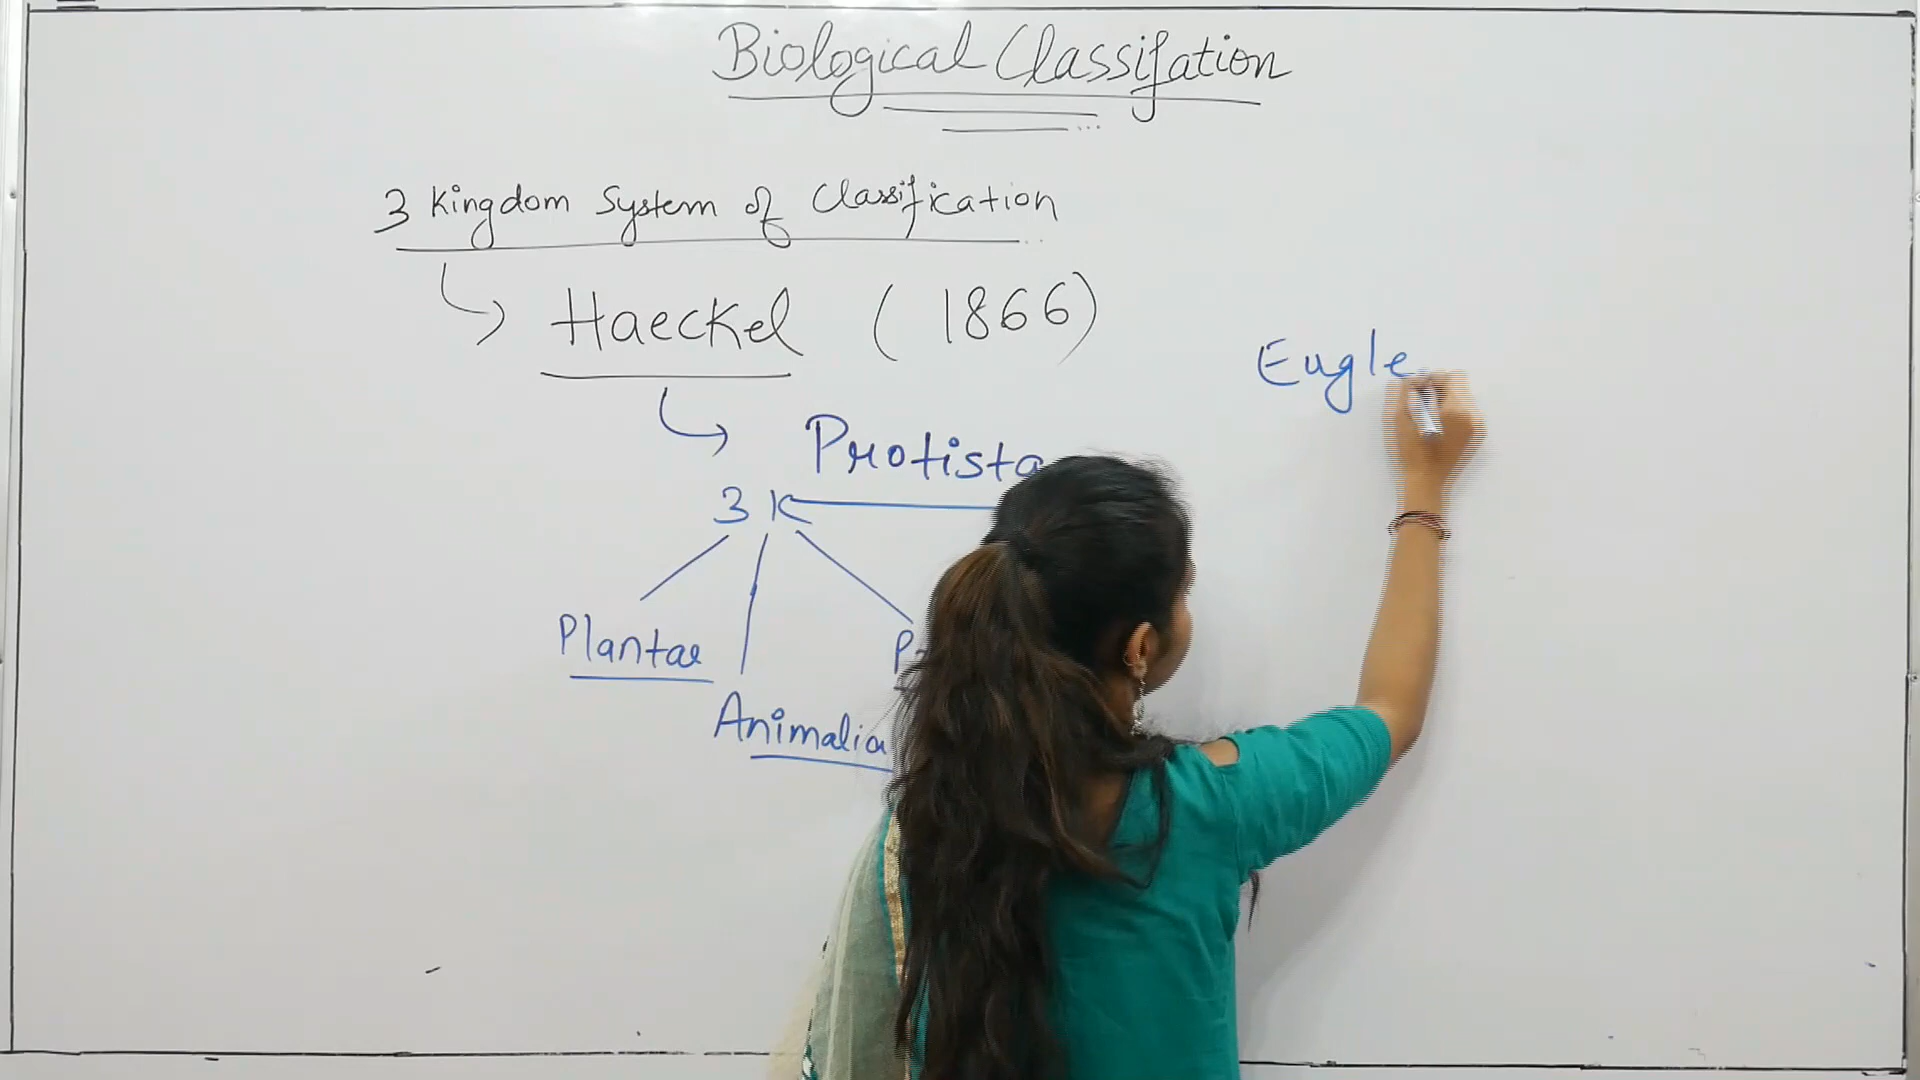 Biological Classifation
3 Kingdom System of Classification
Haeckel (1866)
Eugle
Protista
3 K
Plantae
Animalia